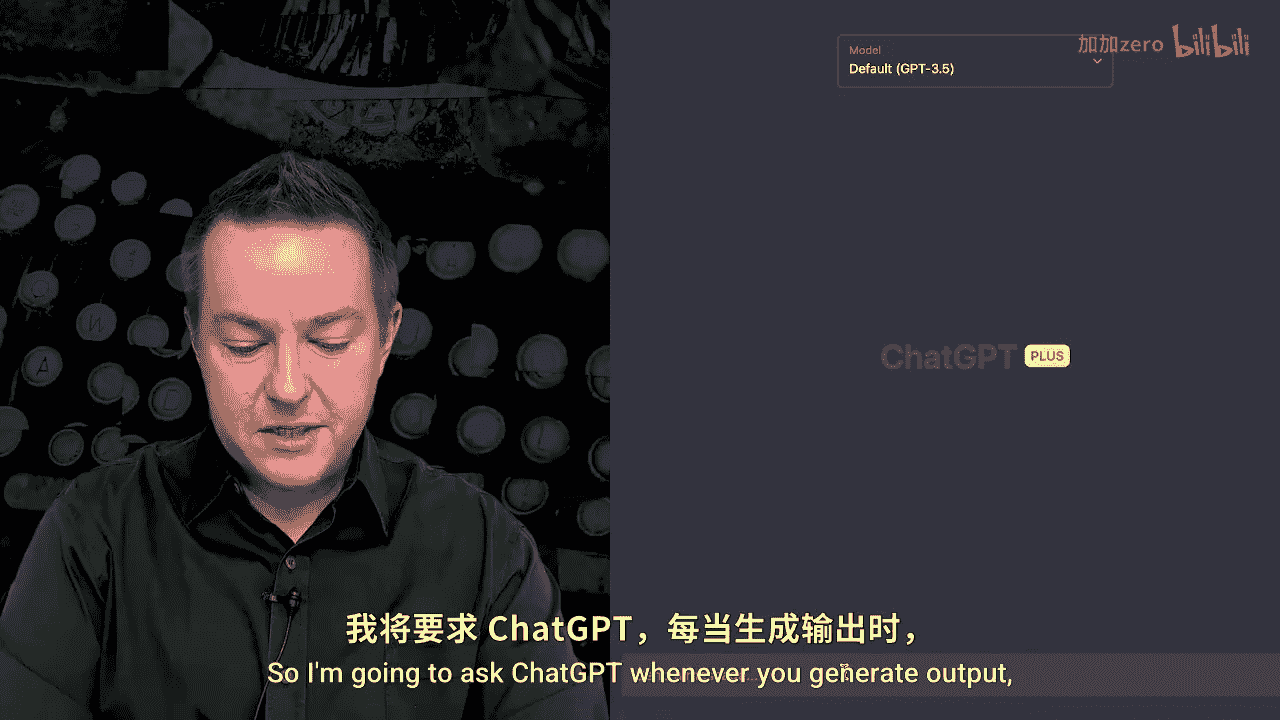 加加zero bilibili
Model
Default (GPT-3.5)
ChatGPT PLUS
我将要求 ChatGPT，每当生成输出时，
So I'm going to ask ChatGPT whenever you generate output,